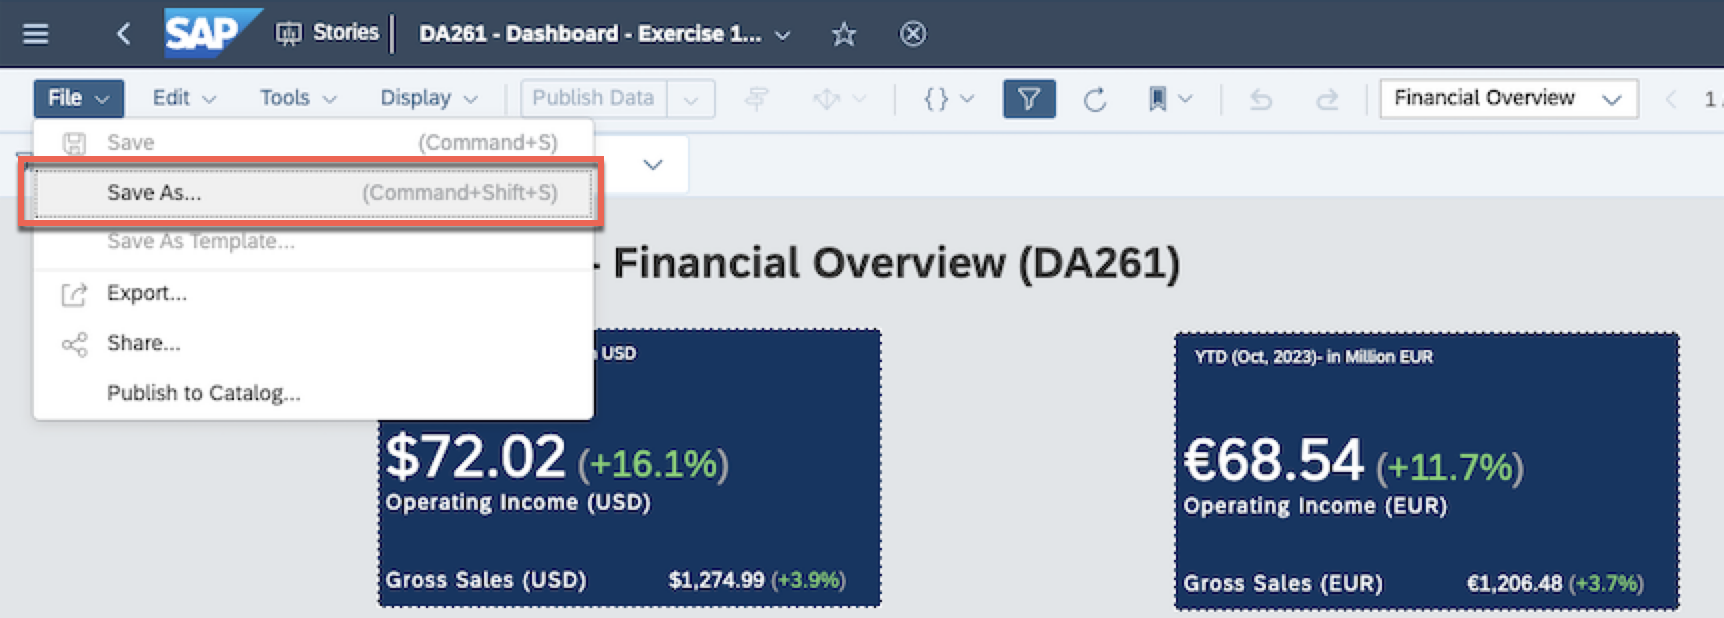 SAP Stories DA261 - Dashboard - Exercise 1...
File Edit Tools Display Publish Data { } Financial Overview 1
Save (Command+S)
Save As... (Command+Shift+S)
Save As Template...
- Financial Overview (DA261)
Export...
Share...
USD
YTD (Oct, 2023)- in Million EUR
Publish to Catalog...
$72.02 (+16.1%)
€68.54 (+11.7%)
Operating Income (USD)
Operating Income (EUR)
Gross Sales (USD) $1,274.99 (+3.9%)
Gross Sales (EUR) €1,206.48 (+3.7%)